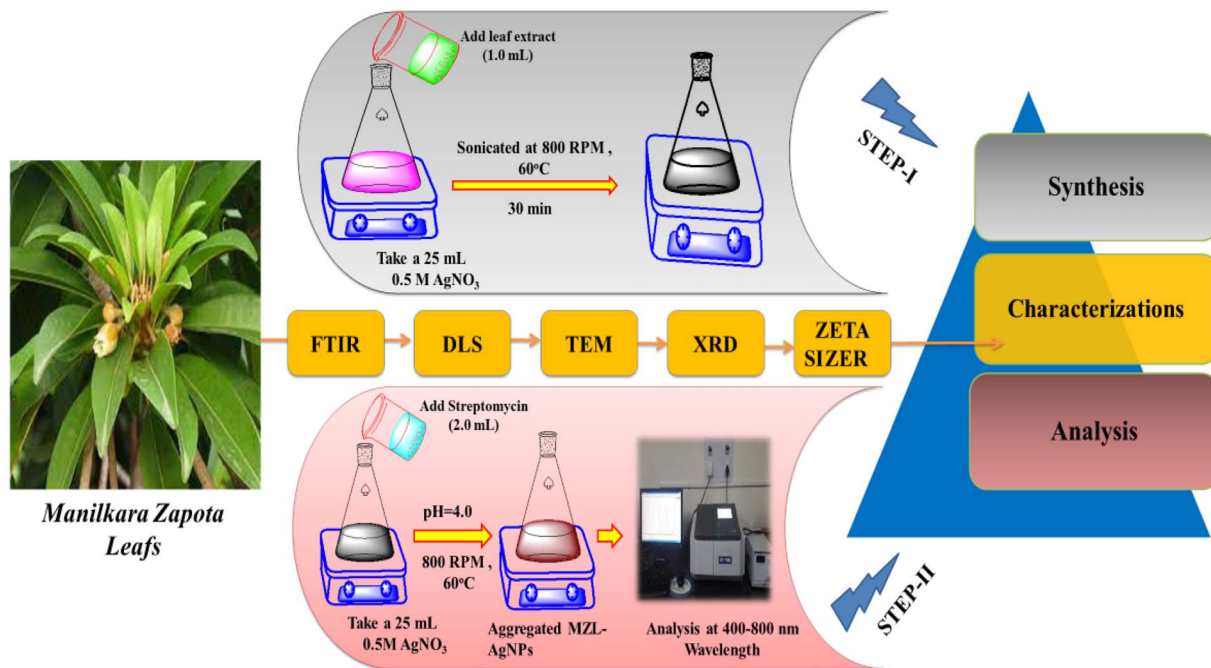 Add leaf extract
(1.0 mL)
Sonicated at 800 RPM ,
60°C
30 min
Take a 25 mL
0.5 M AgNO₃
STEP-I
Synthesis
Characterizations
Analysis
FTIR
DLS
TEM
XRD
ZETA
SIZER
Manilkara Zapota
Leafs
Add Streptomycin
(2.0 mL)
pH=4.0
800 RPM ,
60°C
Take a 25 mL
0.5M AgNO₃
Aggregated MZL-
AgNPs
Analysis at 400-800 nm
Wavelength
STEP-II